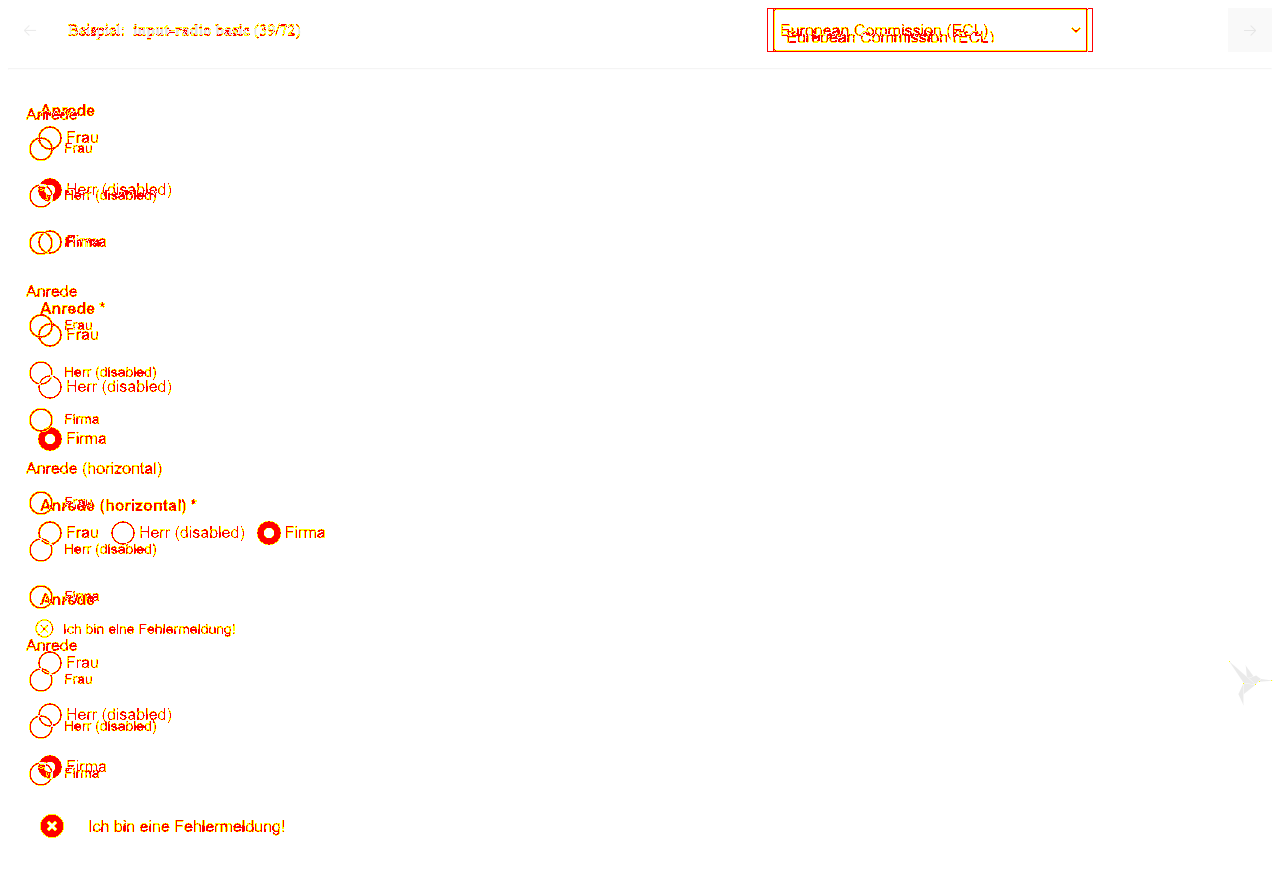 Beispiel: input-radio basic (39/72)
European Commission (ECL)
European Commission (ECL)
Anrede
Anrede
Frau
Frau
Herr (disabled)
Herr (disabled)
Firma
Firma
Anrede
Anrede *
Frau
Frau
Herr (disabled)
Herr (disabled)
Firma
Firma
Anrede (horizontal)
Frau
Anrede (horizontal) *
Frau Herr (disabled) Firma
Herr (disabled)
Firma
Anrede
Ich bin eine Fehlermeldung!
Anrede
Frau
Frau
Herr (disabled)
Herr (disabled)
Firma
Firma
Ich bin eine Fehlermeldung!